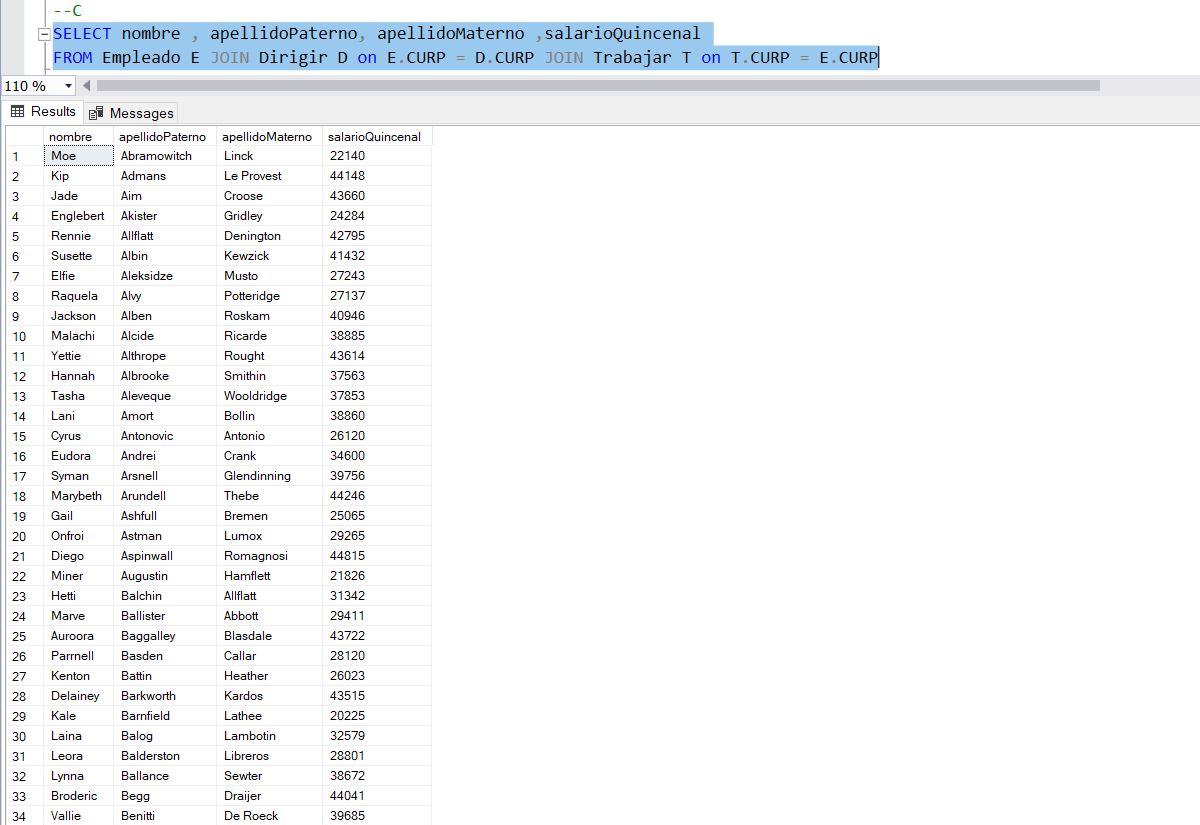 --C
SELECT nombre , apellidoPaterno, apellidoMaterno ,salarioQuincenal
FROM Empleado E JOIN Dirigir D on E.CURP = D.CURP JOIN Trabajar T on T.CURP = E.CURP
110 %
Results Messages
nombre apellidoPaterno apellidoMaterno salarioQuincenal
1 Moe Abramowitch Linck 22140
2 Kip Admans Le Provest 44148
3 Jade Aim Croose 43660
4 Englebert Akister Gridley 24284
5 Rennie Allflatt Denington 42795
6 Susette Albin Kewzick 41432
7 Elfie Aleksidze Musto 27243
8 Raquela Alvy Potteridge 27137
9 Jackson Alben Roskam 40946
10 Malachi Alcide Ricarde 38885
11 Yettie Althrope Rought 43614
12 Hannah Albrooke Smithin 37563
13 Tasha Aleveque Wooldridge 37853
14 Lani Amort Bollin 38860
15 Cyrus Antonovic Antonio 26120
16 Eudora Andrei Crank 34600
17 Syman Arsnell Glendinning 39756
18 Marybeth Arundell Thebe 44246
19 Gail Ashfull Bremen 25065
20 Onfroi Astman Lumox 29265
21 Diego Aspinwall Romagnosi 44815
22 Miner Augustin Hamflett 21826
23 Hetti Balchin Allflatt 31342
24 Marve Ballister Abbott 29411
25 Auroora Baggalley Blasdale 43722
26 Parrnell Basden Callar 28120
27 Kenton Battin Heather 26023
28 Delainey Barkworth Kardos 43515
29 Kale Barnfield Lathee 20225
30 Laina Balog Lambotin 32579
31 Leora Balderston Libreros 28801
32 Lynna Ballance Sewter 38672
33 Broderic Begg Draijer 44041
34 Vallie Benitti De Roeck 39685